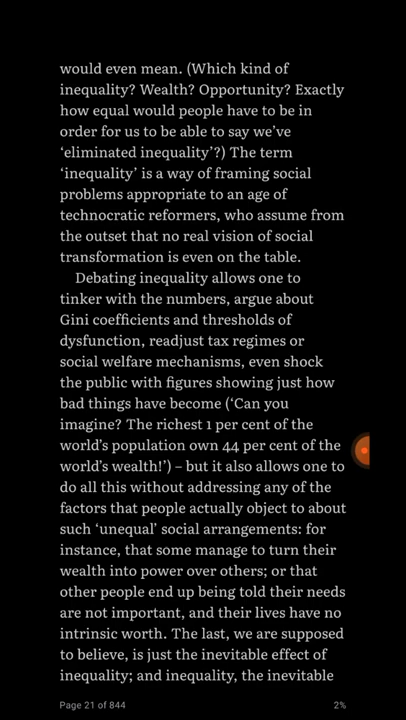 would even mean. (Which kind of
inequality? Wealth? Opportunity? Exactly
how equal would people have to be in
order for us to be able to say we’ve
‘eliminated inequality’?) The term
‘inequality’ is a way of framing social
problems appropriate to an age of
technocratic reformers, who assume from
the outset that no real vision of social
transformation is even on the table.
Debating inequality allows one to
tinker with the numbers, argue about
Gini coefficients and thresholds of
dysfunction, readjust tax regimes or
social welfare mechanisms, even shock
the public with figures showing just how
bad things have become (‘Can you
imagine? The richest 1 per cent of the
world’s population own 44 per cent of the
world’s wealth!’) – but it also allows one to
do all this without addressing any of the
factors that people actually object to about
such ‘unequal’ social arrangements: for
instance, that some manage to turn their
wealth into power over others; or that
other people end up being told their needs
are not important, and their lives have no
intrinsic worth. The last, we are supposed
to believe, is just the inevitable effect of
inequality; and inequality, the inevitable
Page 21 of 844 2%